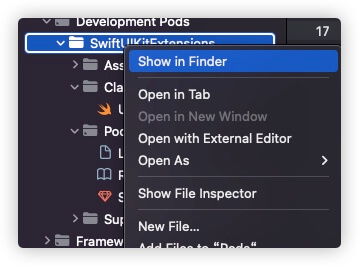 Development Pods
17
SwiftUIKitExtensions
Show in Finder
Ass
Cla
Open in Tab
U
Open in New Window
Pod
Open with External Editor
L
Open As
R
S
Show File Inspector
Sup
New File...
Framew
Add Files to “Pods“